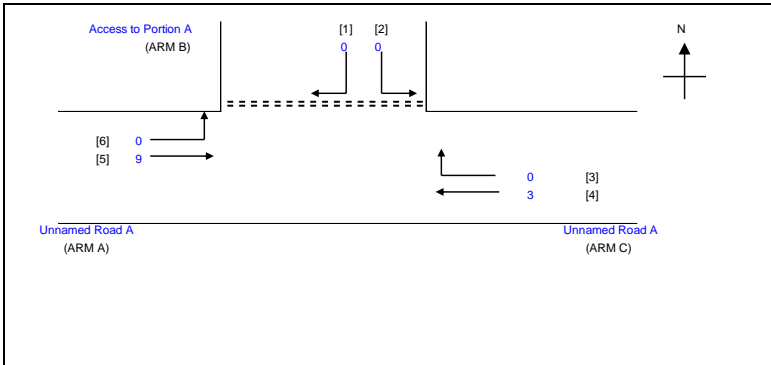 Access to Portion A [1] [2] N
(ARM B) 0 0
[6] 0
[5] 9
0 [3]
3 [4]
Unnamed Road A Unnamed Road A
(ARM A) (ARM C)